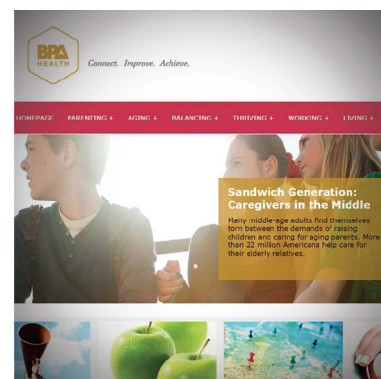 BPA
HEALTH
Connect. Improve. Achieve.
HOMEPAGE PARENTING + AGING + BALANCING + THRIVING + WORKING + LIVING +
Sandwich Generation:
Caregivers in the Middle
Many middle-age adults find themselves
torn between the demands of raising
children and caring for aging parents. More
than 22 million Americans help care for
their elderly relatives.